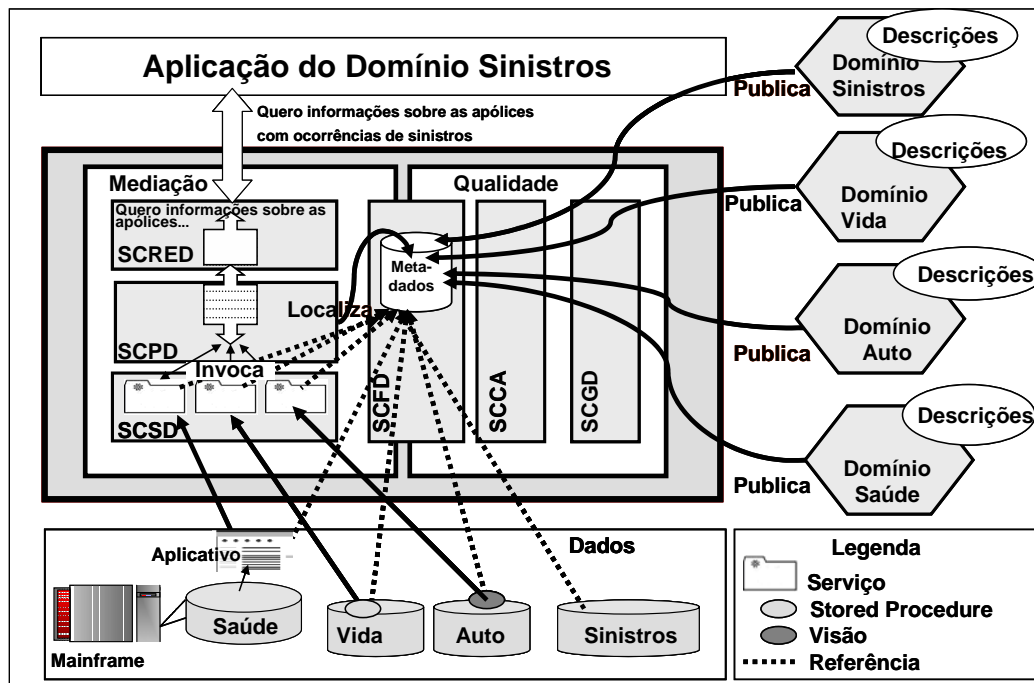 Aplicação do Domínio Sinistros
Quero informações sobre as apólices
com ocorrências de sinistros
Mediação
Quero informações sobre as
apólices...
SCRED
SCPD
Localiza
Invoca
SCSD
Qualidade
Meta-
dados
SCFD
SCCA
SCGD
Descrições
Domínio
Sinistros
Publica
Descrições
Domínio
Vida
Publica
Descrições
Domínio
Auto
Publica
Descrições
Domínio
Saúde
Publica
Dados
Aplicativo
Mainframe
Saúde
Vida
Auto
Sinistros
Legenda
Serviço
Stored Procedure
Visão
Referência